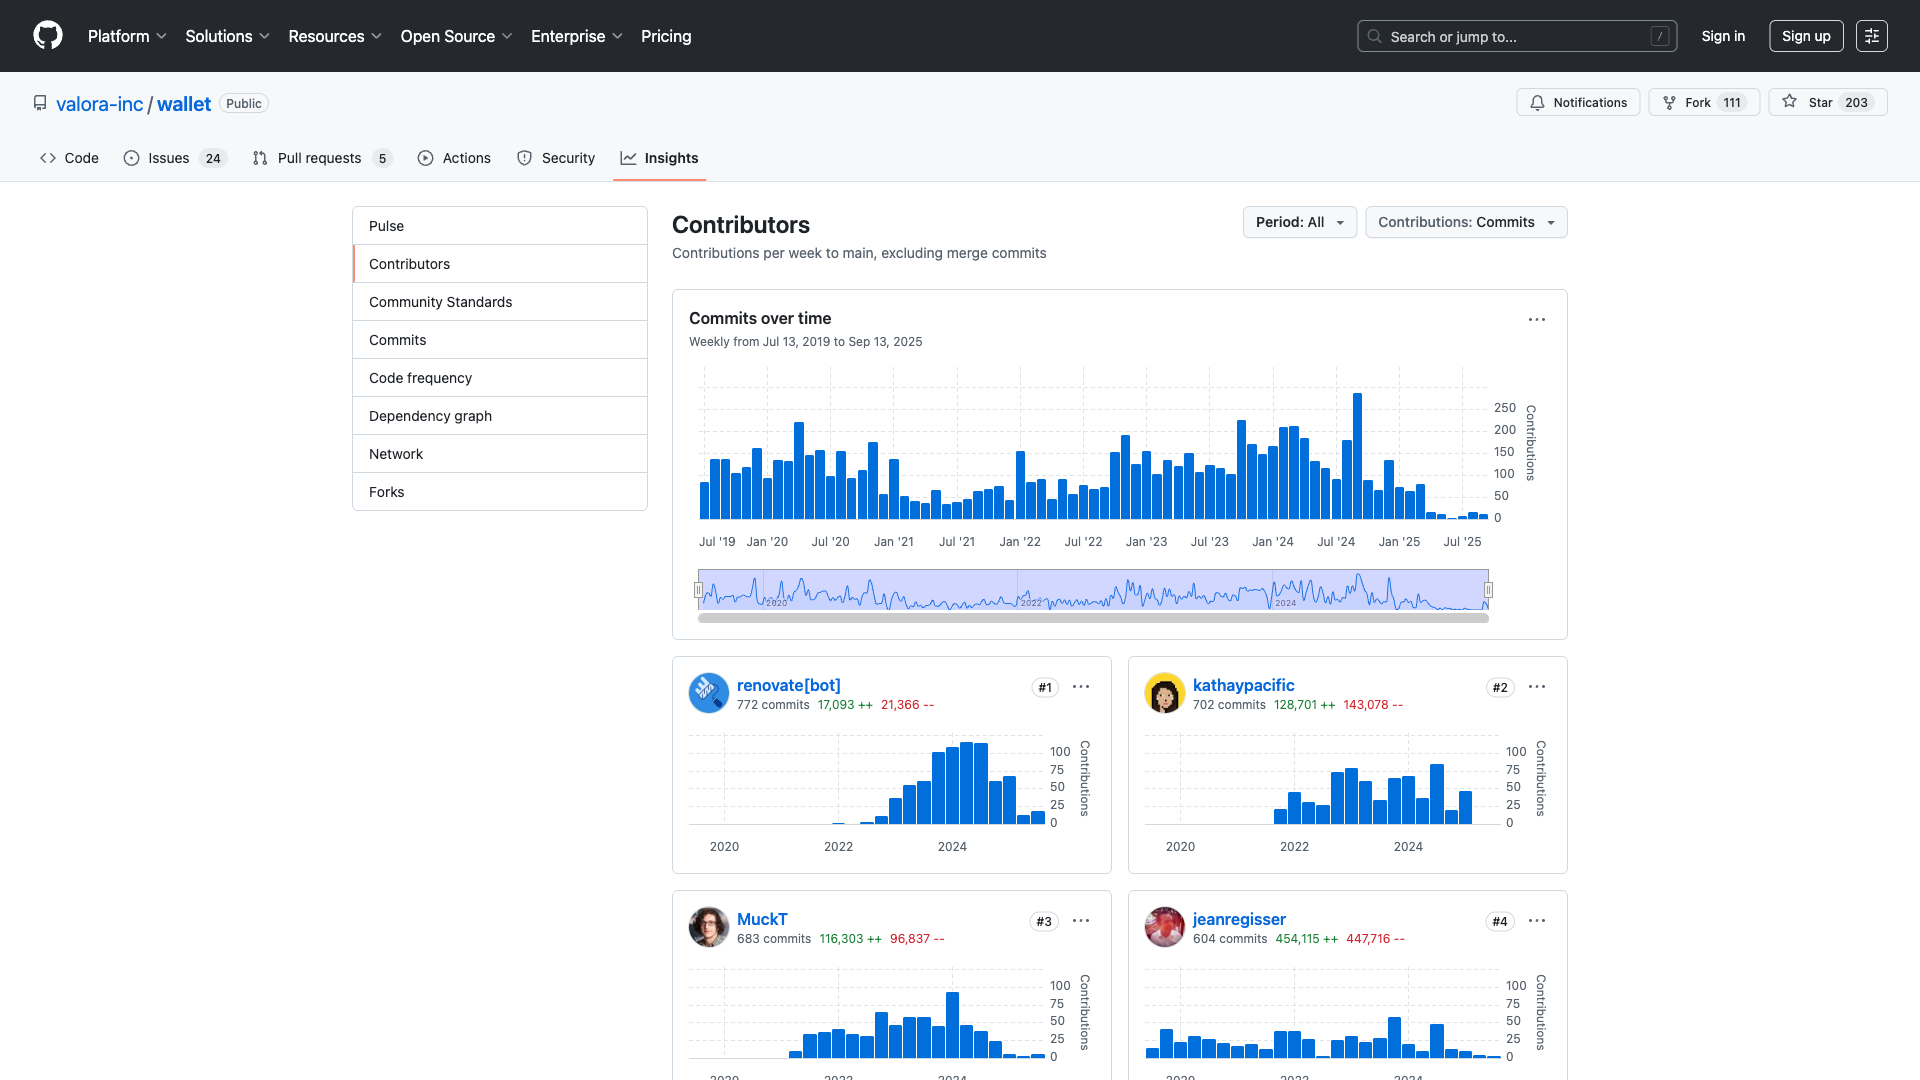 Platform Solutions Resources Open Source Enterprise Pricing Search or jump to... / Sign in Sign up
valora-inc / wallet Public Notifications Fork 111 Star 203
Code Issues 24 Pull requests 5 Actions Security Insights
Pulse
Contributors
Community Standards
Commits
Code frequency
Dependency graph
Network
Forks
Contributors
Period: All Contributions: Commits
Contributions per week to main, excluding merge commits
Commits over time
Weekly from Jul 13, 2019 to Sep 13, 2025
250
200
150
100
50
0
Contributions
Jul '19 Jan '20 Jul '20 Jan '21 Jul '21 Jan '22 Jul '22 Jan '23 Jul '23 Jan '24 Jul '24 Jan '25 Jul '25
2020 2022 2024
renovate[bot] #1
772 commits 17,093 ++ 21,366 --
100
75
50
25
0
Contributions
2020 2022 2024
kathaypacific #2
702 commits 128,701 ++ 143,078 --
100
75
50
25
0
Contributions
2020 2022 2024
MuckT #3
683 commits 116,303 ++ 96,837 --
100
75
50
25
0
Contributions
2020 2022 2024
jeanregisser #4
604 commits 454,115 ++ 447,716 --
100
75
50
25
0
Contributions
2020 2022 2024